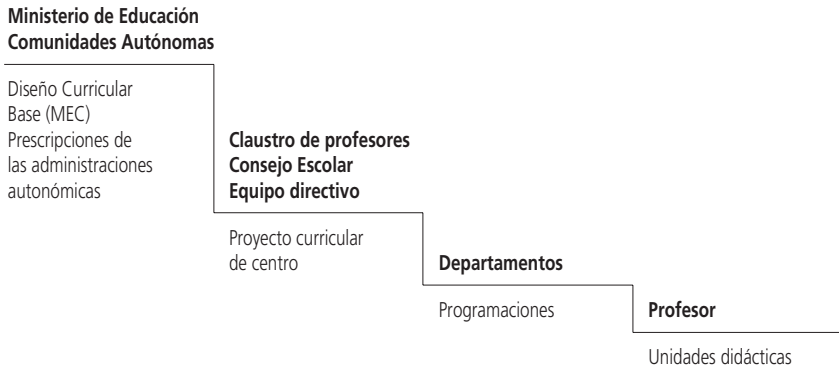 Ministerio de Educación
Comunidades Autónomas
Diseño Curricular
Base (MEC)
Prescripciones de
las administraciones
autonómicas
Claustro de profesores
Consejo Escolar
Equipo directivo
Proyecto curricular
de centro
Departamentos
Programaciones
Profesor
Unidades didácticas